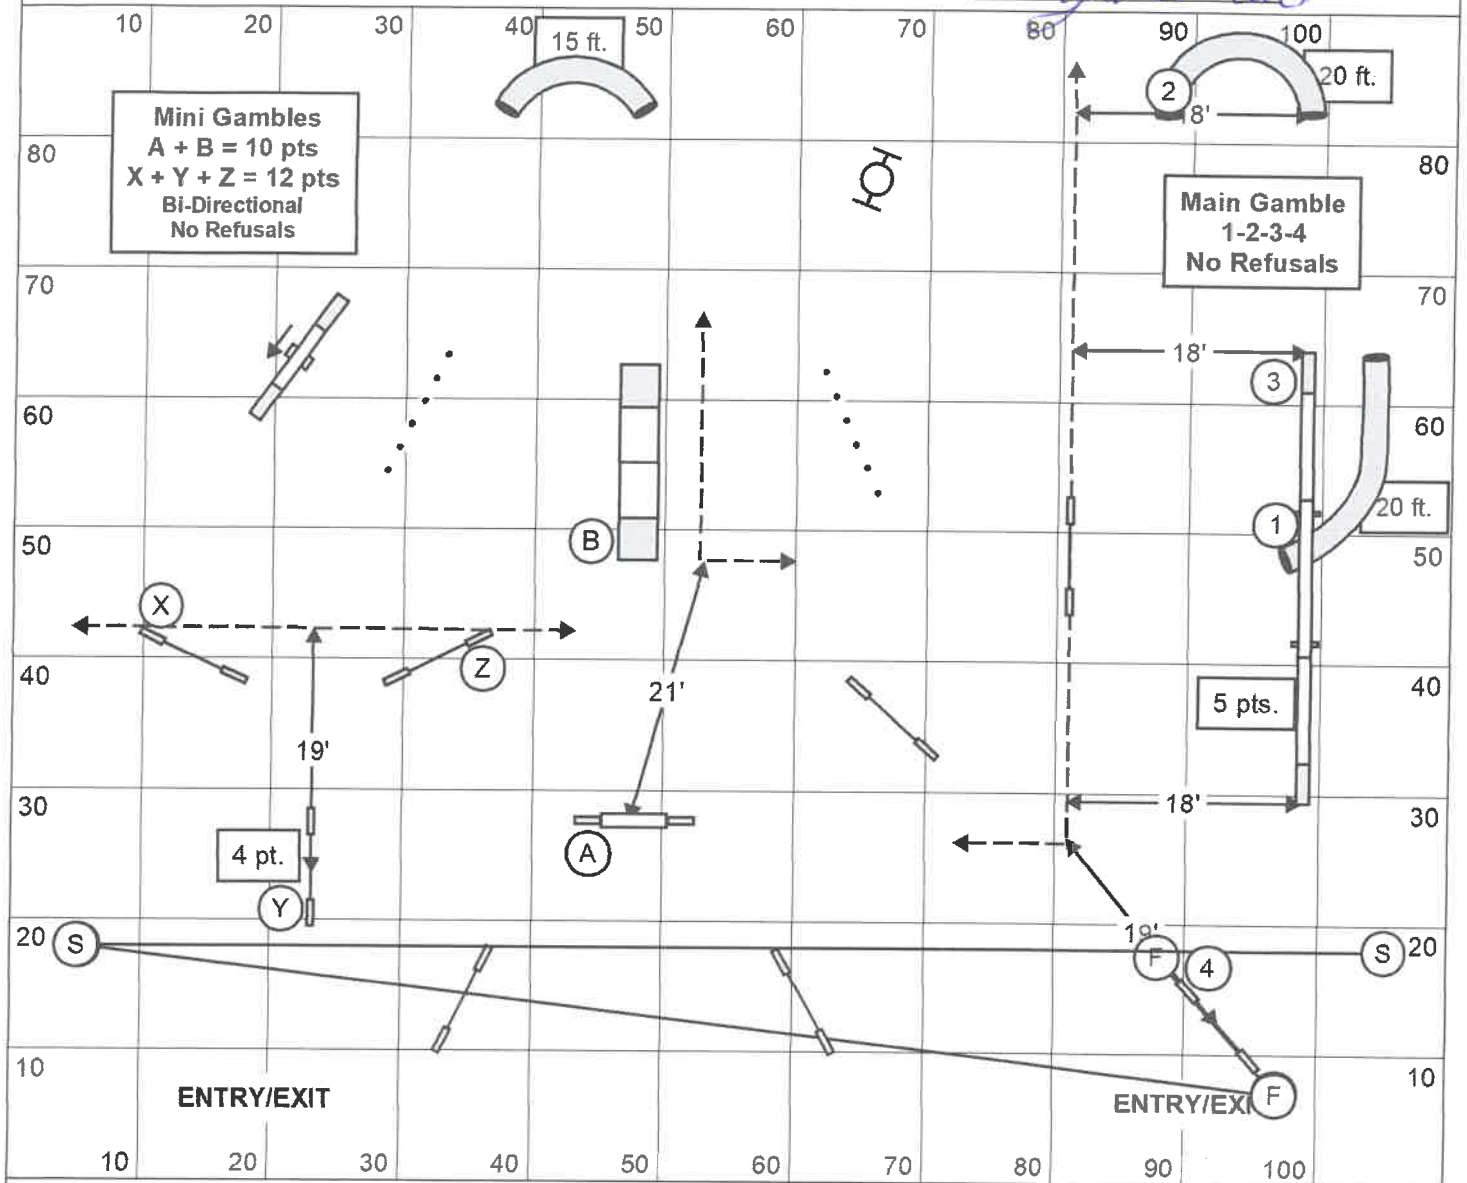 10 20 30 40 50 60 70 80 90 100
15 ft.
20 ft.
2
8'
Mini Gambles
A + B = 10 pts
X + Y + Z = 12 pts
Bi-Directional
No Refusals
80 80
Main Gamble
1-2-3-4
No Refusals
70 70
18'
3
60 60
20 ft.
1
B
50 50
X
Z
40 40
21'
5 pts.
19'
30 18' 30
4 pt.
A
Y
19'
20 S F 4 S 20
10 10
ENTRY/EXIT ENTRY/EXI F
10 20 30 40 50 60 70 80 90 100